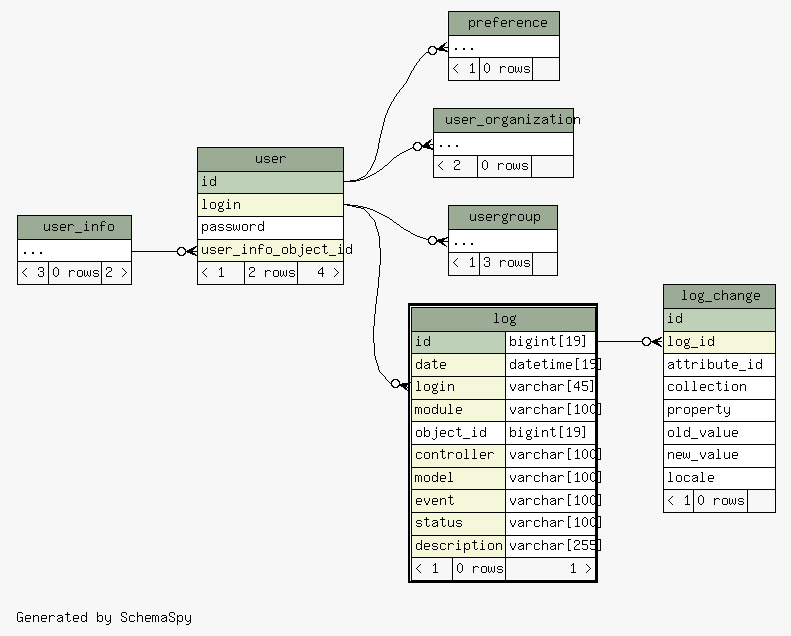 preference
...
< 1 0 rows
user_organization
...
< 2 0 rows
user
id
login
password
user_info_object_id
< 1 2 rows 4 >
usergroup
...
< 1 3 rows
user_info
...
< 3 0 rows 2 >
log
id bigint[19]
date datetime[19]
login varchar[45]
module varchar[100]
object_id bigint[19]
controller varchar[100]
model varchar[100]
event varchar[100]
status varchar[100]
description varchar[255]
< 1 0 rows 1 >
log_change
id
log_id
attribute_id
collection
property
old_value
new_value
locale
< 1 0 rows
Generated by SchemaSpy